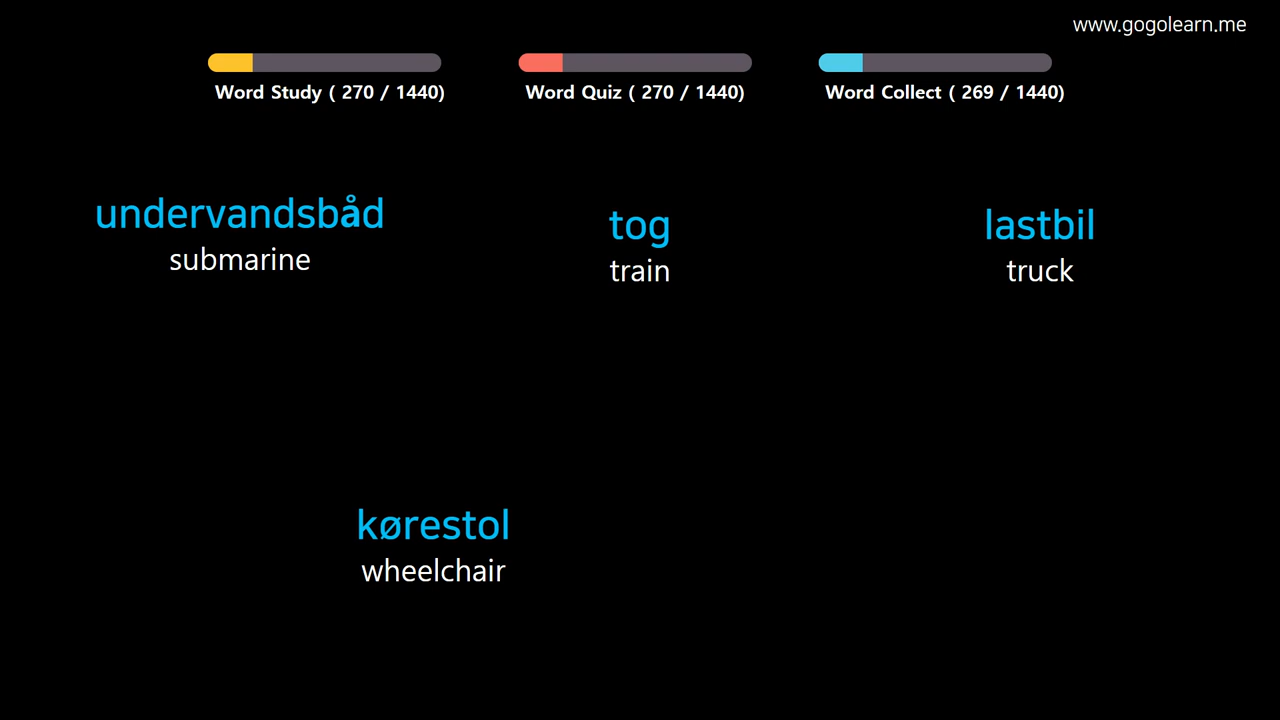 www.gogolearn.me
Word Study ( 270 / 1440)
Word Quiz ( 270 / 1440)
Word Collect ( 269 / 1440)
undervandsbåd
submarine
tog
train
lastbil
truck
kørestol
wheelchair